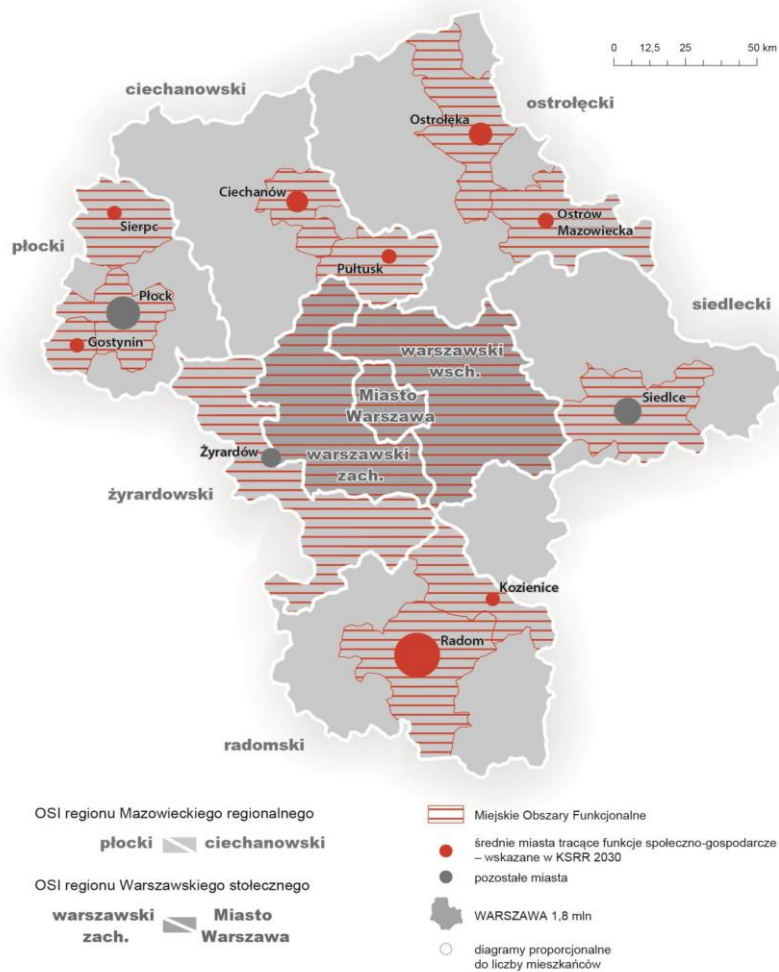 0 12,5 25 50 km
ciechanowski
ostrołęcki
Ostrołęka
Ciechanów
Sierpc
Ostrów
Mazowiecka
płocki
Pułtusk
Płock
siedlecki
Gostynin
warszawski
wsch.
Miasto
Warszawa
Siedlce
Żyrardów
warszawski
zach.
żyrardowski
Kozienice
Radom
radomski
OSI regionu Mazowieckiego regionalnego
płocki ciechanowski
OSI regionu Warszawskiego stołecznego
warszawski
zach.
Miasto
Warszawa
Miejskie Obszary Funkcjonalne
średnie miasta tracące funkcje społeczno-gospodarcze
– wskazane w KSRR 2030
pozostałe miasta
WARSZAWA 1,8 mln
diagramy proporcjonalne
do liczby mieszkańców